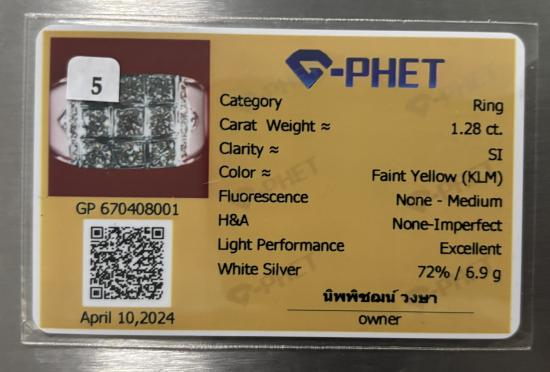 5
GP 670408001
April 10,2024
G-PHET
Category Ring
Carat Weight ≈ 1.28 ct.
Clarity ≈ SI
Color ≈ Faint Yellow (KLM)
Fluorescence None - Medium
H&A None-Imperfect
Light Performance Excellent
White Silver 72% / 6.9 g
นิพพิชฒน์ วงษา
owner